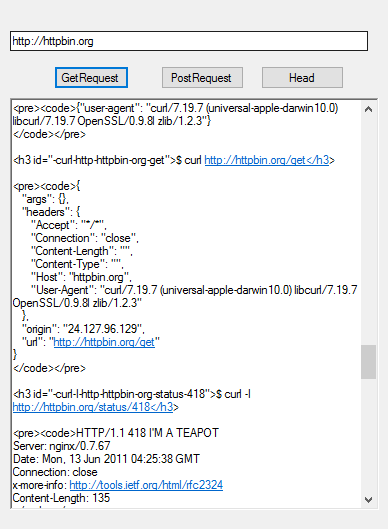 http://httpbin.org
GetRequest PostRequest Head
<pre><code>{"user-agent": "curl/7.19.7 (universal-apple-darwin10.0)
libcurl/7.19.7 OpenSSL/0.9.8l zlib/1.2.3"}
</code></pre>
<h3 id="-curl-http-httpbin-org-get">$ curl http://httpbin.org/get</h3>
<pre><code>{
"args": {},
"headers": {
"Accept": "*/*",
"Connection": "close",
"Content-Length": "",
"Content-Type": "",
"Host": "httpbin.org",
"User-Agent": "curl/7.19.7 (universal-apple-darwin10.0) libcurl/7.19.7
OpenSSL/0.9.8l zlib/1.2.3"
},
"origin": "24.127.96.129",
"url": "http://httpbin.org/get"
}
</code></pre>
<h3 id="-curl-I-http-httpbin-org-status-418">$ curl -I
http://httpbin.org/status/418</h3>
<pre><code>HTTP/1.1 418 I'M A TEAPOT
Server: nginx/0.7.67
Date: Mon, 13 Jun 2011 04:25:38 GMT
Connection: close
x-more-info: http://tools.ietf.org/html/rfc2324
Content-Length: 135